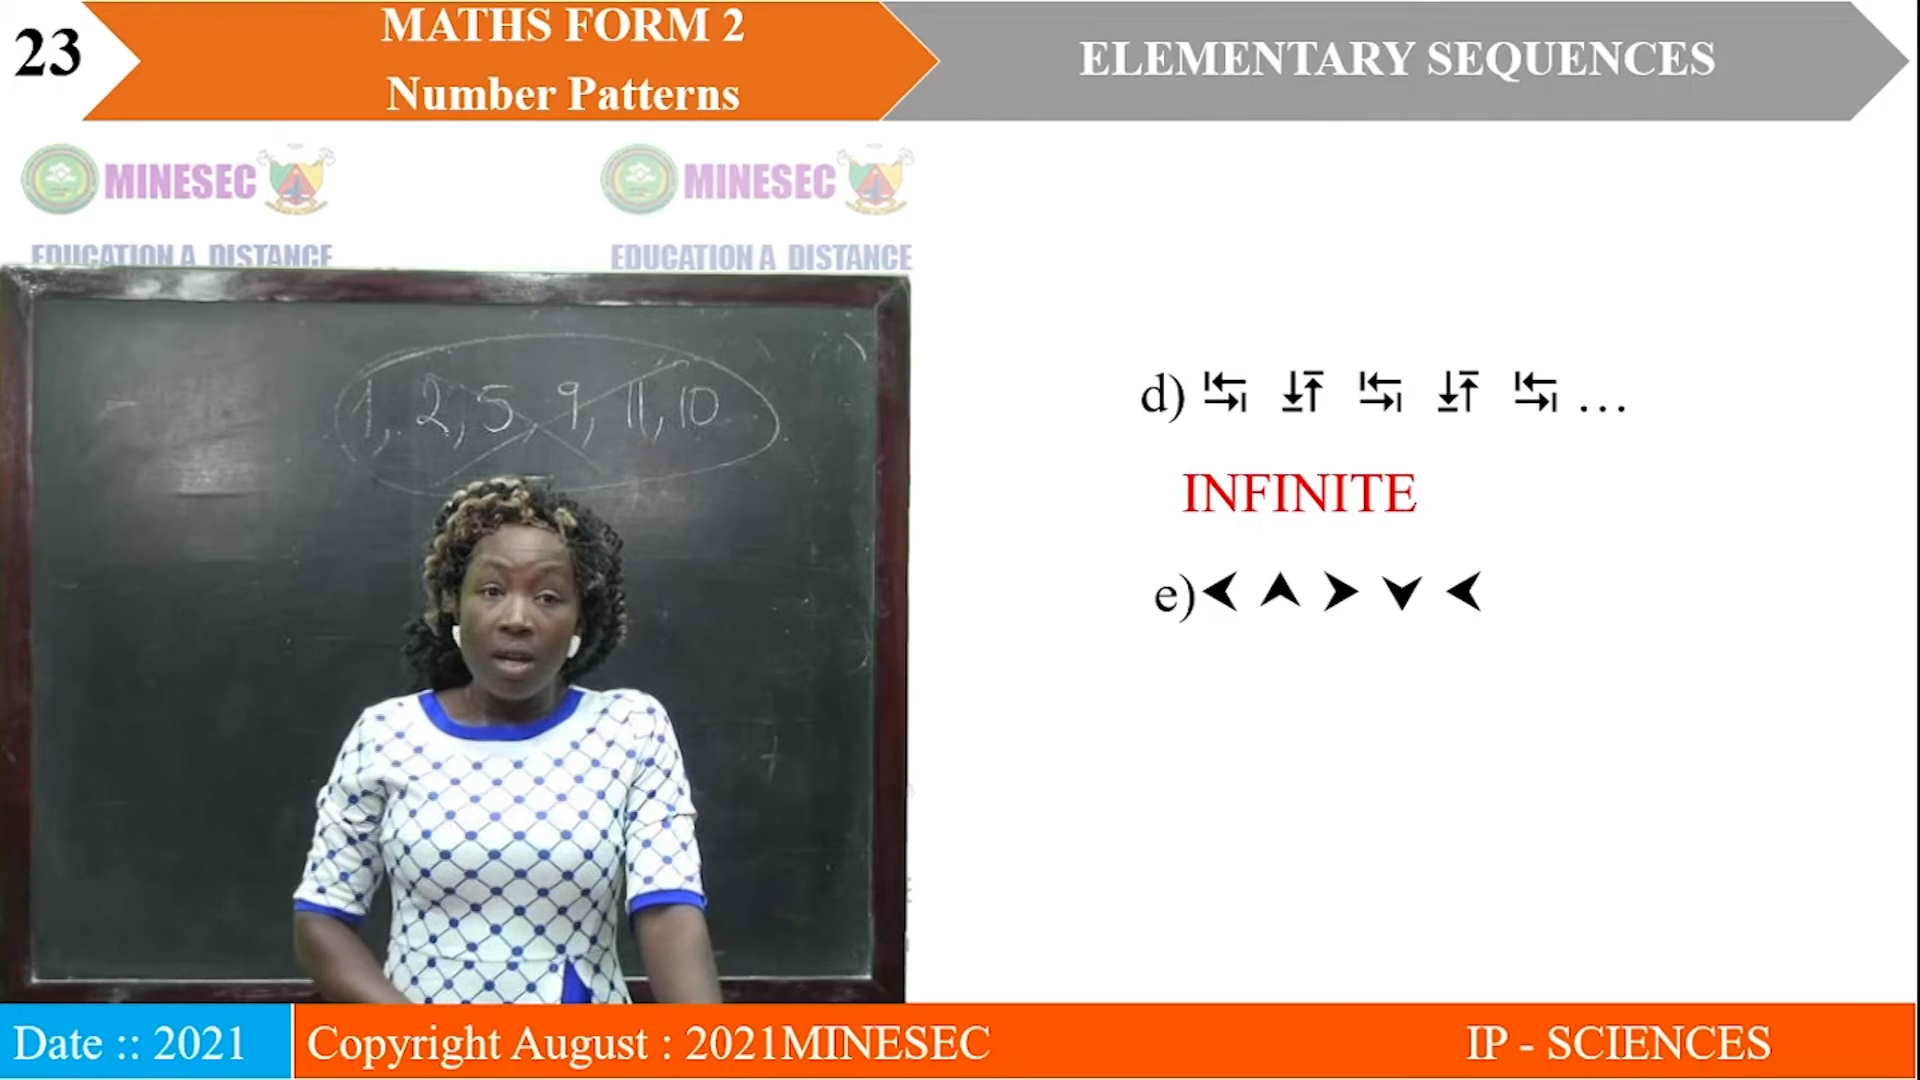 23
MATHS FORM 2
Number Patterns
ELEMENTARY SEQUENCES
MINESEC
MINESEC
EDUCATION A DISTANCE
EDUCATION A DISTANCE
1, 2, 5, 9, 11, 10
d) ↹ ⇵ ↹ ⇵ ↹ ...
INFINITE
e) ⮜ ⮝ ⮞ ⮟ ⮜
Date :: 2021
Copyright August : 2021MINESEC
IP - SCIENCES